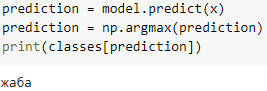 prediction = model.predict(x)
prediction = np.argmax(prediction)
print(classes[prediction])
жаба